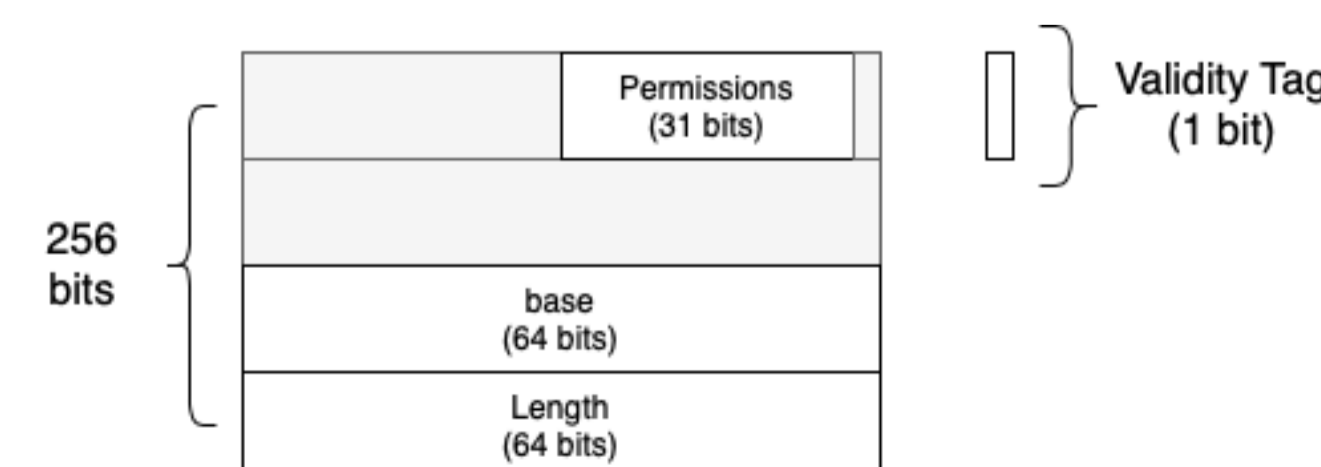 Permissions
(31 bits)
Validity Tag
(1 bit)
256
bits
base
(64 bits)
Length
(64 bits)